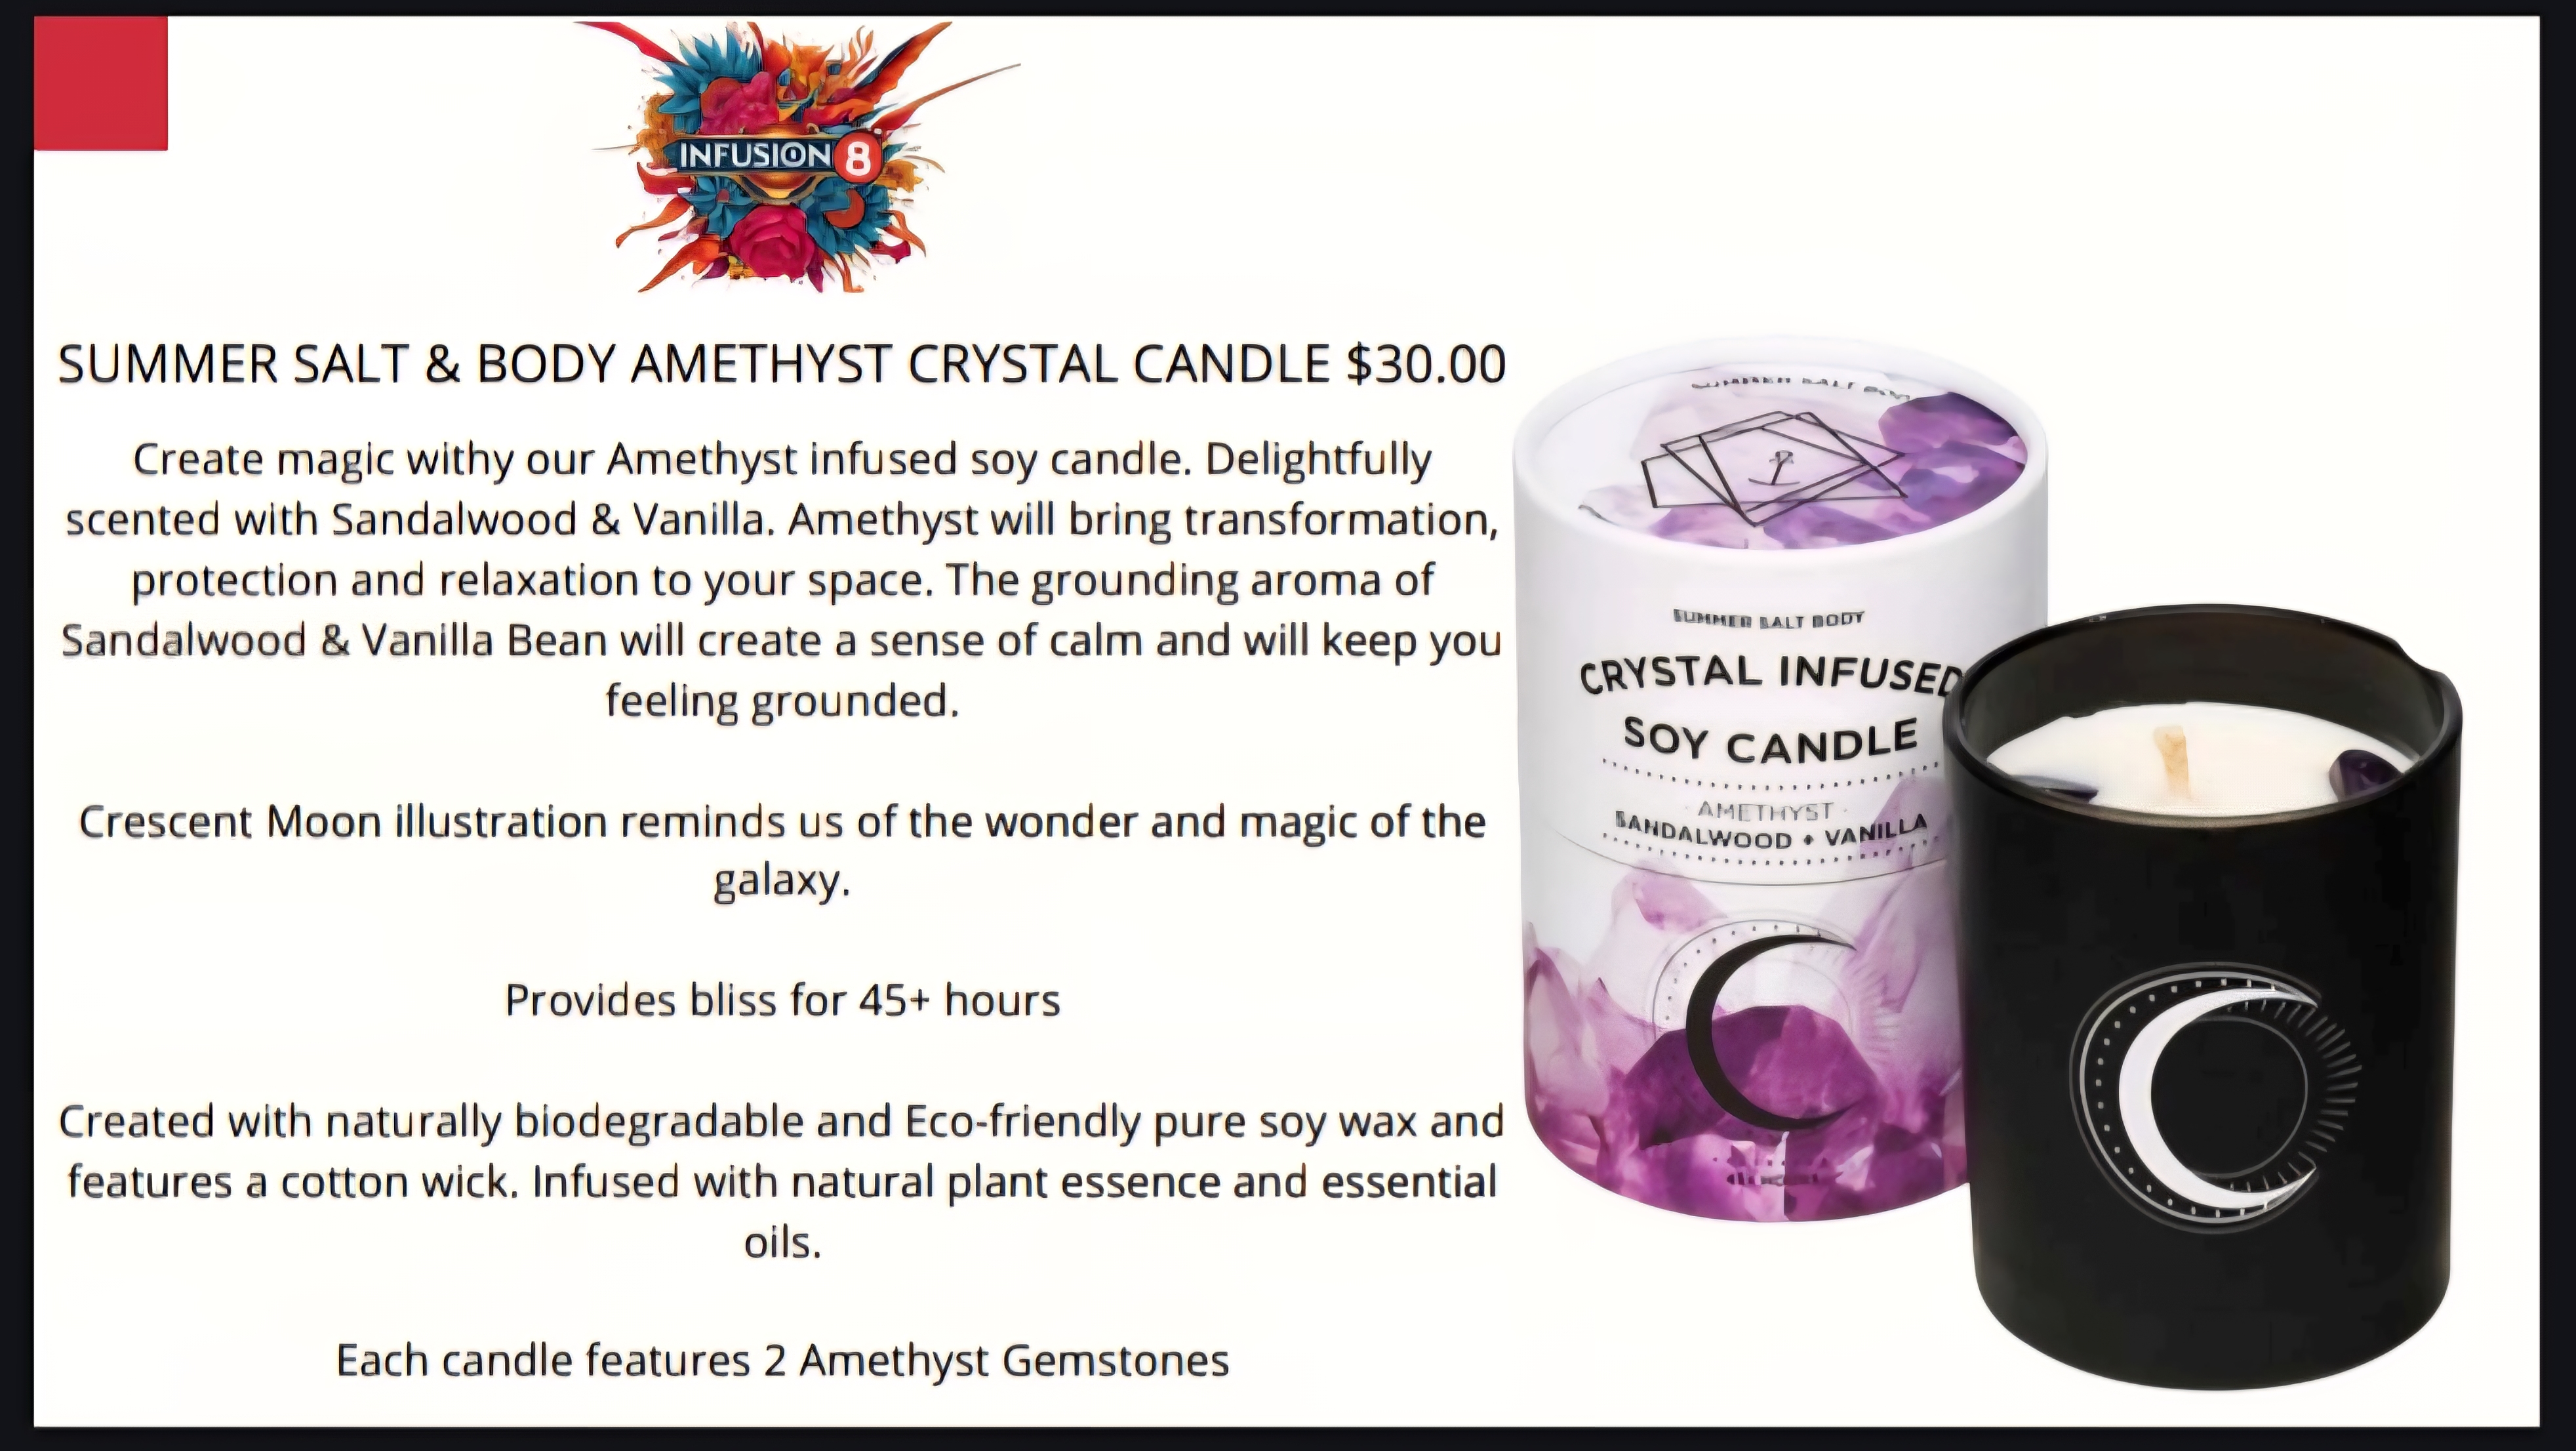 INFUSION 8
SUMMER SALT & BODY AMETHYST CRYSTAL CANDLE $30.00
Create magic withy our Amethyst infused soy candle. Delightfully
scented with Sandalwood & Vanilla. Amethyst will bring transformation,
protection and relaxation to your space. The grounding aroma of
Sandalwood & Vanilla Bean will create a sense of calm and will keep you
feeling grounded.
Crescent Moon illustration reminds us of the wonder and magic of the
galaxy.
Provides bliss for 45+ hours
Created with naturally biodegradable and Eco-friendly pure soy wax and
features a cotton wick. Infused with natural plant essence and essential
oils.
Each candle features 2 Amethyst Gemstones
SUMMER SALT BODY
CRYSTAL INFUSED
SOY CANDLE
AMETHYST
SANDALWOOD + VANILLA